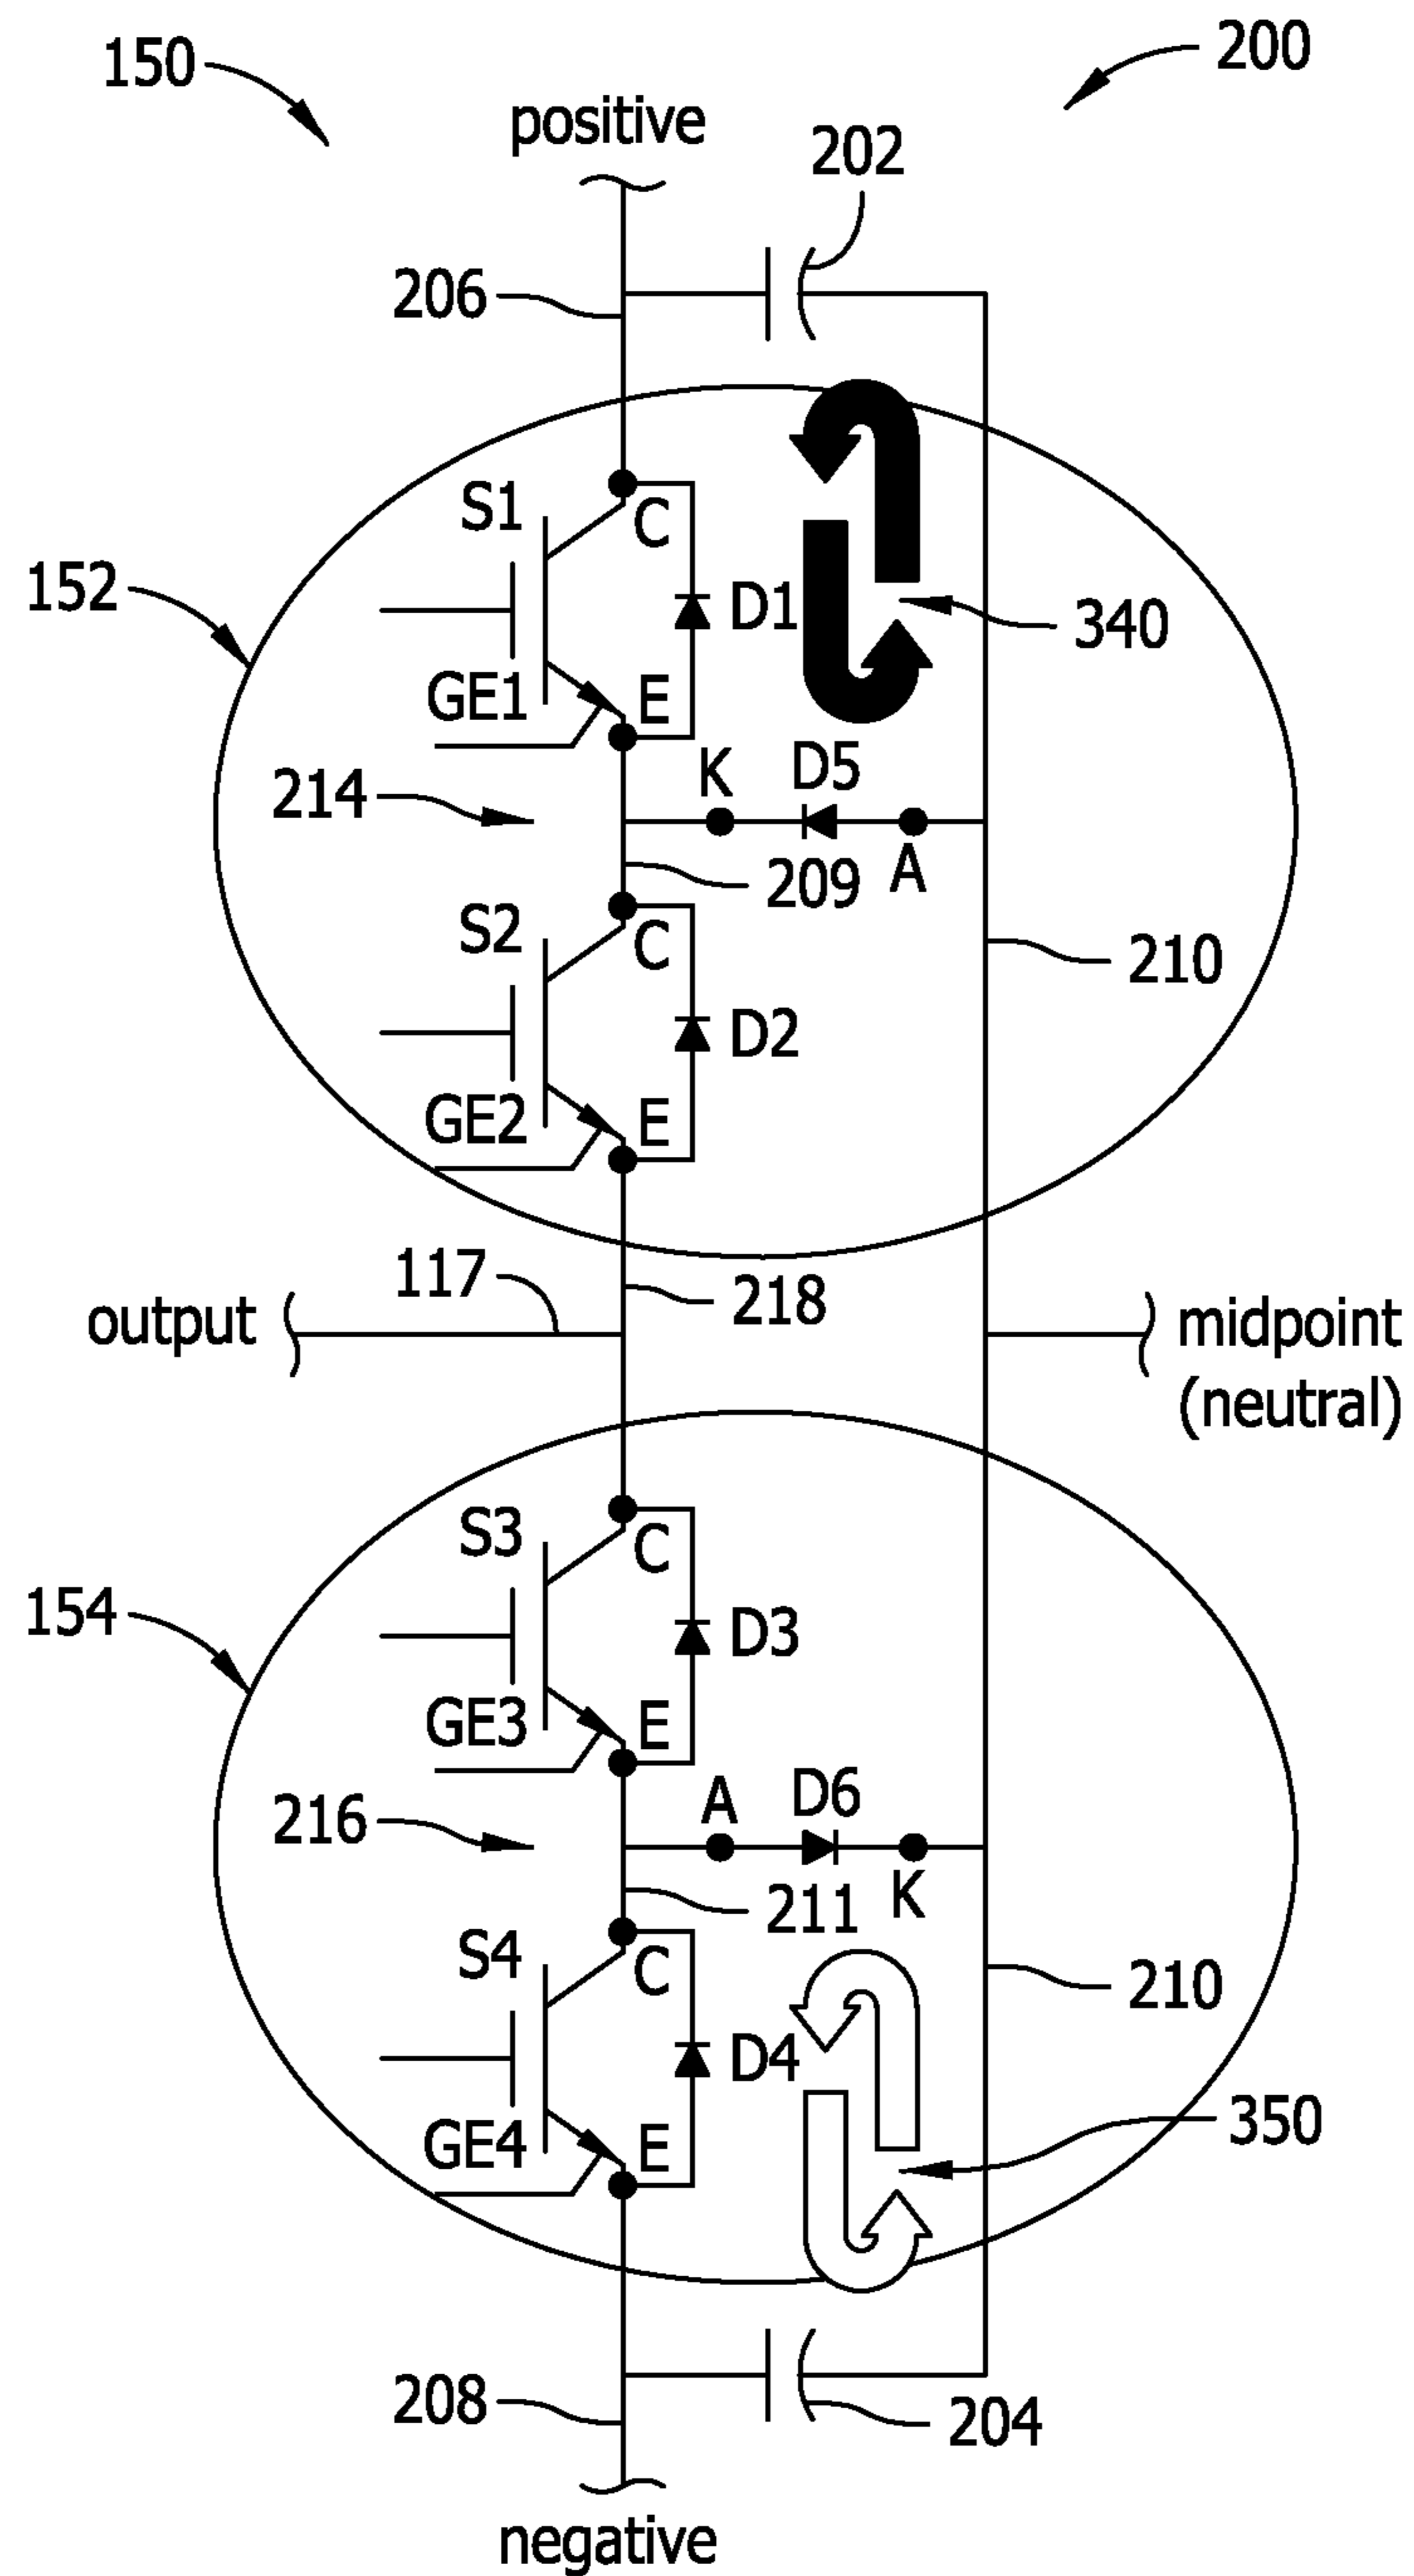 150
200
positive
202
206
S1
C
152
D1
340
GE1
E
K
D5
214
209
A
S2
C
210
D2
GE2
E
117
218
output
midpoint
(neutral)
S3
C
154
D3
GE3
E
A
D6
216
211
K
S4
C
210
D4
350
GE4
E
208
204
negative